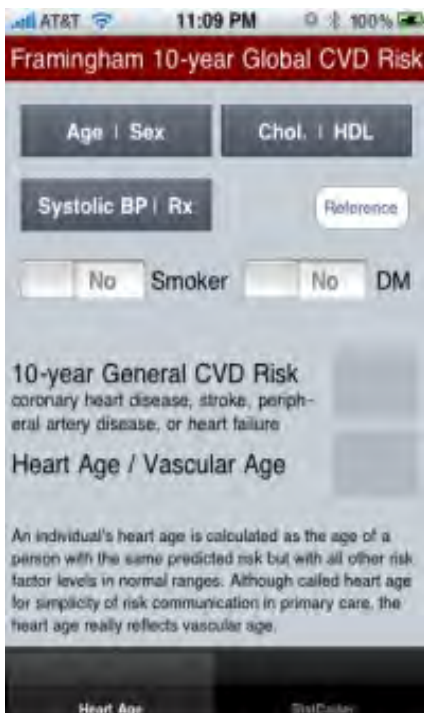 AT&T 11:09 PM 100%
Framingham 10-year Global CVD Risk
Age | Sex Chol. | HDL
Systolic BP | Rx Reference
No Smoker No DM
10-year General CVD Risk
coronary heart disease, stroke, periph-
eral artery disease, or heart failure
Heart Age / Vascular Age
An individual's heart age is calculated as the age of a
person with the same predicted risk but with all other risk
factor levels in normal ranges. Although called heart age
for simplicity of risk communication in primary care, the
heart age really reflects vascular age.
Heart Age StatCoder